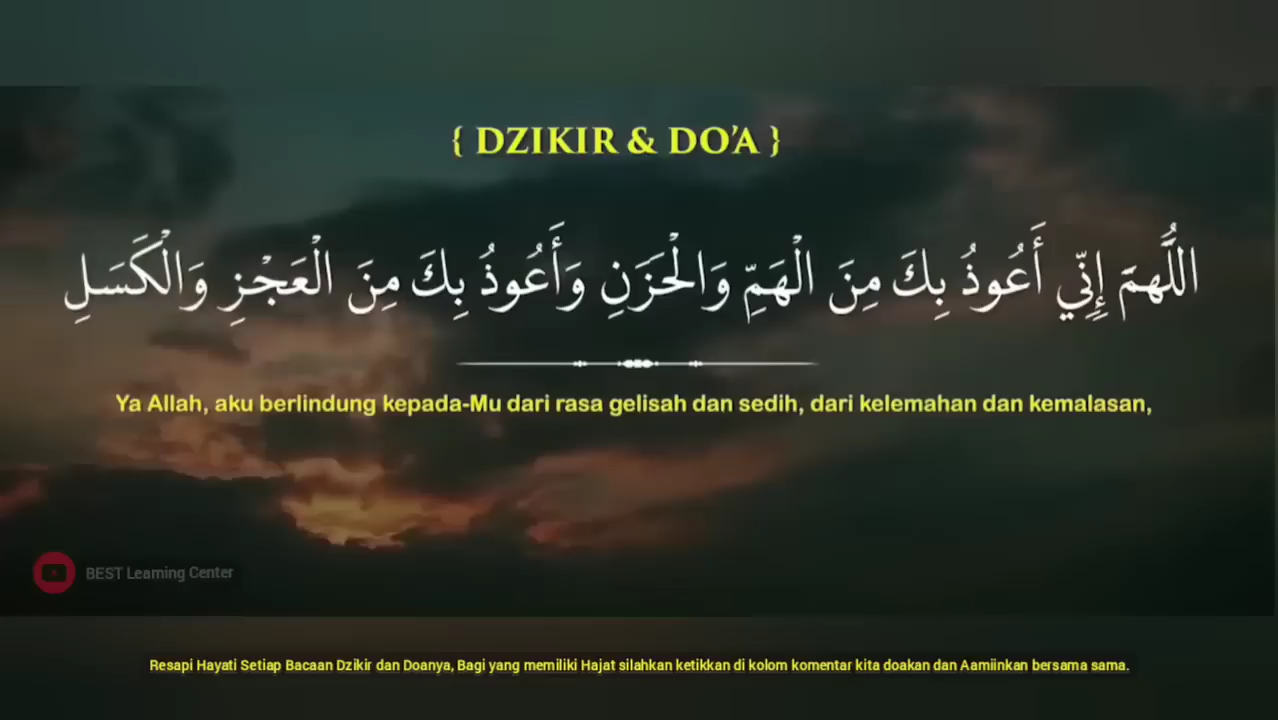 { DZIKIR & DO'A }
اللَّهُمَّ إِنِّي أَعُوذُ بِكَ مِنَ الْهَمِّ وَالْحَزَنِ وَأَعُوذُ بِكَ مِنَ الْعَجْزِ وَالْكَسَلِ
Ya Allah, aku berlindung kepada-Mu dari rasa gelisah dan sedih, dari kelemahan dan kemalasan,
BEST Learning Center
Resapi Hayati Setiap Bacaan Dzikir dan Doanya, Bagi yang memiliki Hajat silahkan ketikkan di kolom komentar kita doakan dan Aamiinkan bersama sama.